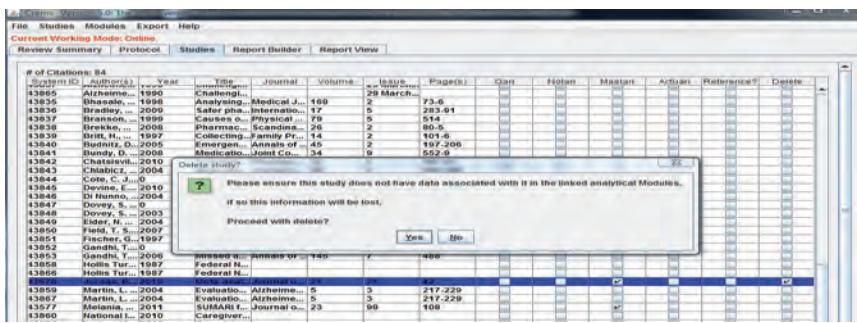 File Studies Modules Export Help
Current Working Mode: Online.
Review Summary Protocol Studies Report Builder Report View
# of Citations: 84
System ID Author(s) Year Title Journal Volume Issue Page(s) Dan Nolan Mastan Reference? Delete
43865 Alzheime... 1990 Challengi... 29 March...
43835 Bhasale, ... 1998 Analysing... Medical J... 169 2 73-6
43836 Bradley, ... 2009 Safer pha... Internatio... 17 5 283-91
43837 Branson, ... 1999 Causes o... Physical ... 79 5 514
43838 Brekke, ... 2008 Pharmac... Scandina... 26 2 80-5
43839 Britt, H., ... 1997 Collecting... Family Pr... 14 2 101-6
43840 Budnitz, D... 2005 Emergen... Annals of ... 45 2 197-206
43841 Bundy, D. ... 2008 Medicatio... Joint Co... 34 9 552-9
43842 Chatsisvil... 2010
43843 Chiabicz, ... 2004
43844 Cote, C. J... 0
43845 Devine, E... 2010
43846 Di Nunno, ... 2004
43847 Dovey, S. ... 0
43848 Dovey, S. ... 2003
43849 Elder, N. ... 2004
43850 Field, T. S... 2007
43851 Fischer, G... 1997
43852 Gandhi, T... 0
Delete study?
Please ensure this study does not have data associated with it in the linked analytical Modules,
if so this information will be lost.
Proceed with delete?
Yes No
43853 Gandhi, T... 2006 Missed a... Annals of ... 145 7 488
43858 Hollis Tur... 1987 Federal N...
43866 Hollis Tur... 1987 Federal N...
43859 Martin, L. ... 2004 Evaluatio... Alzheime... 5 3 217-229
43867 Martin, L. ... 2004 Evaluatio... Alzheime... 5 3 217-229
43577 Melania, ... 2011 SUMARI f... Journal o... 23 99 108
43860 National I... 2010 Caregiver...